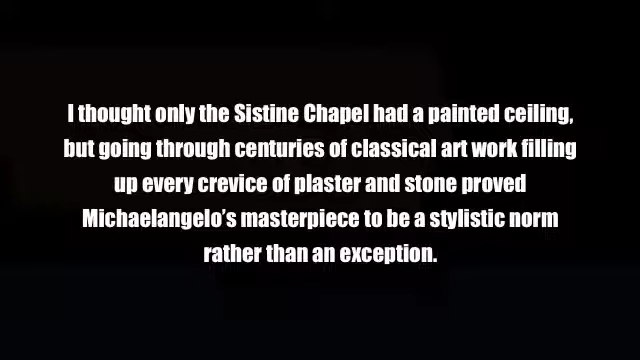 I thought only the Sistine Chapel had a painted ceiling,
but going through centuries of classical art work filling
up every crevice of plaster and stone proved
Michaelangelo's masterpiece to be a stylistic norm
rather than an exception.